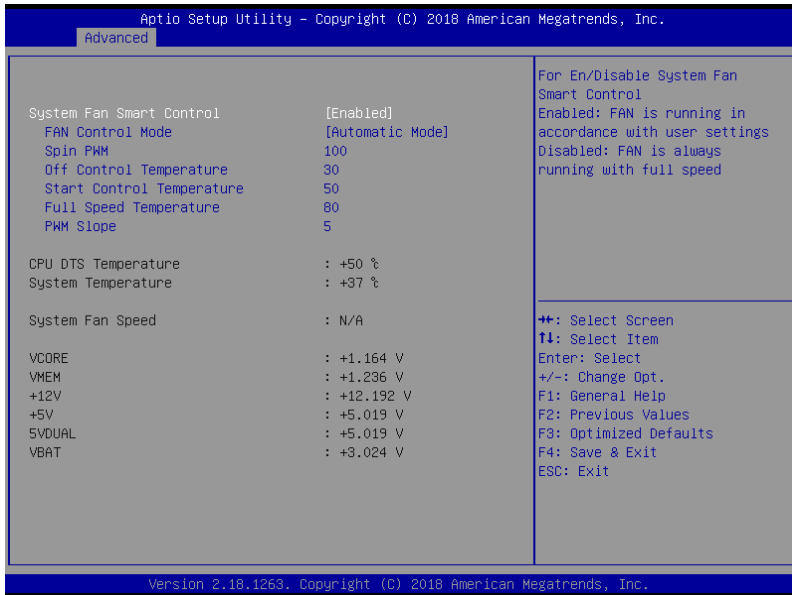 Aptio Setup Utility – Copyright (C) 2018 American Megatrends, Inc.
Advanced
System Fan Smart Control [Enabled]
FAN Control Mode [Automatic Mode]
Spin PWM 100
Off Control Temperature 30
Start Control Temperature 50
Full Speed Temperature 80
PWM Slope 5
CPU DTS Temperature : +50 ℃
System Temperature : +37 ℃
System Fan Speed : N/A
VCORE : +1.164 V
VMEM : +1.236 V
+12V : +12.192 V
+5V : +5.019 V
5VDUAL : +5.019 V
VBAT : +3.024 V
For En/Disable System Fan
Smart Control
Enabled: FAN is running in
accordance with user settings
Disabled: FAN is always
running with full speed
→←: Select Screen
↑↓: Select Item
Enter: Select
+/-: Change Opt.
F1: General Help
F2: Previous Values
F3: Optimized Defaults
F4: Save & Exit
ESC: Exit
Version 2.18.1263. Copyright (C) 2018 American Megatrends, Inc.